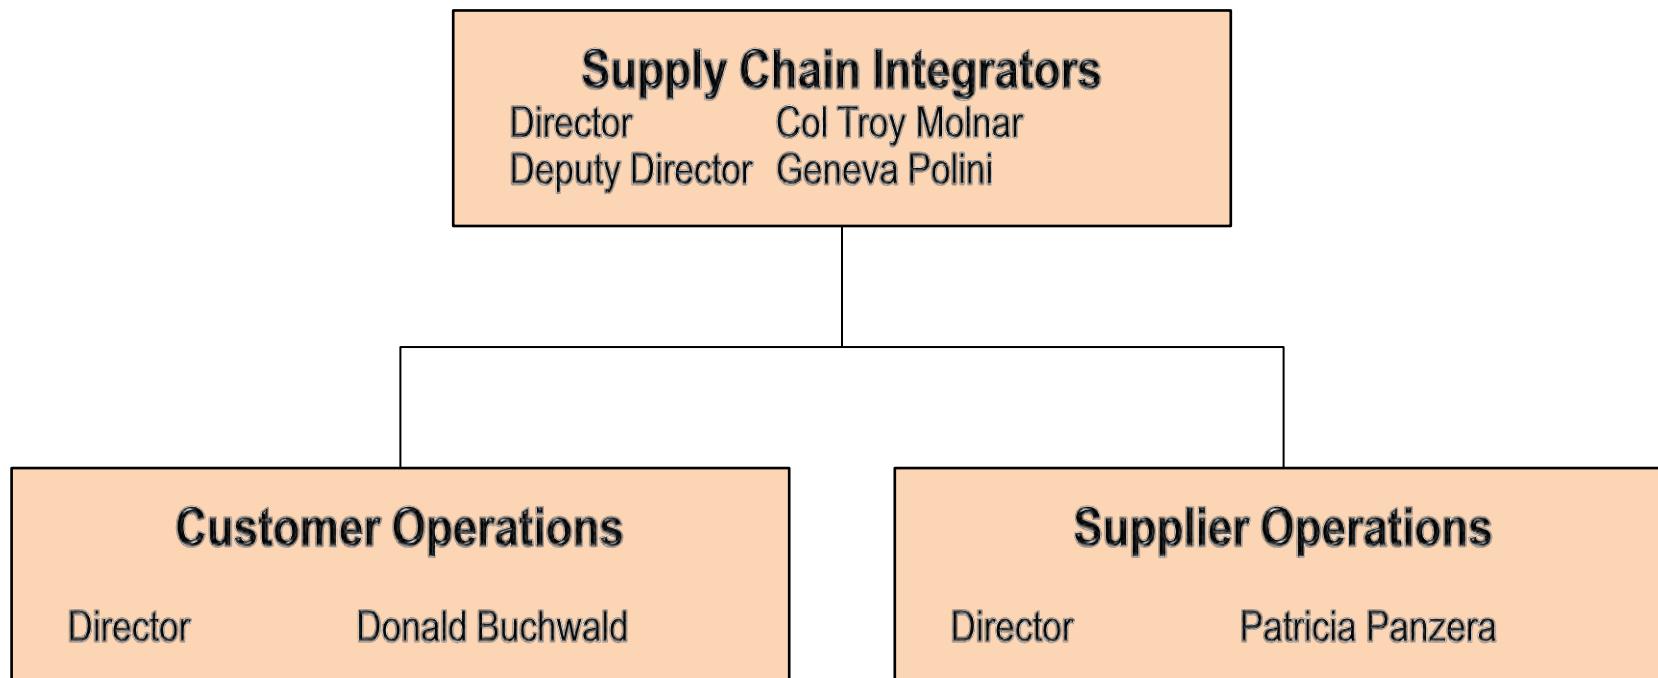 Supply Chain Integrators
Director Col Troy Molnar
Deputy Director Geneva Polini
Customer Operations
Director Donald Buchwald
Supplier Operations
Director Patricia Panzera